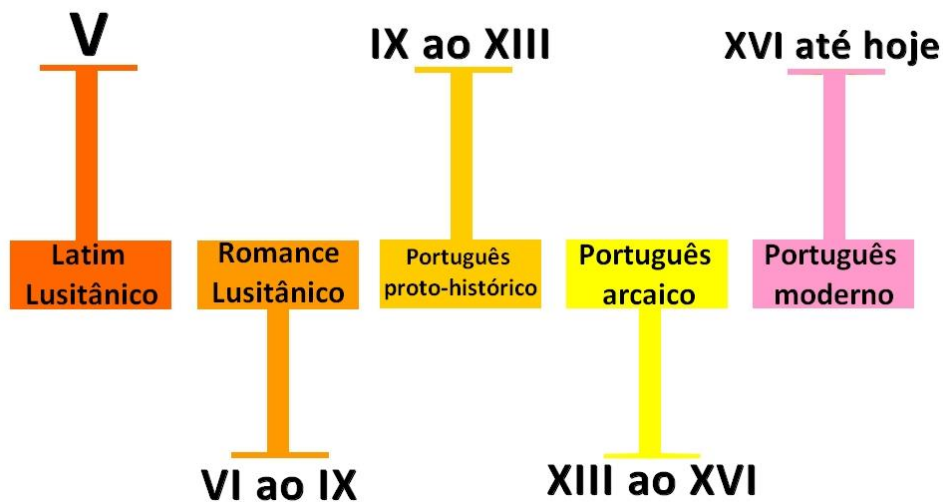 V
IX ao XIII
XVI até hoje
Latim
Lusitânico
Romance
Lusitânico
Português
proto-histórico
Português
arcaico
Português
moderno
VI ao IX
XIII ao XVI